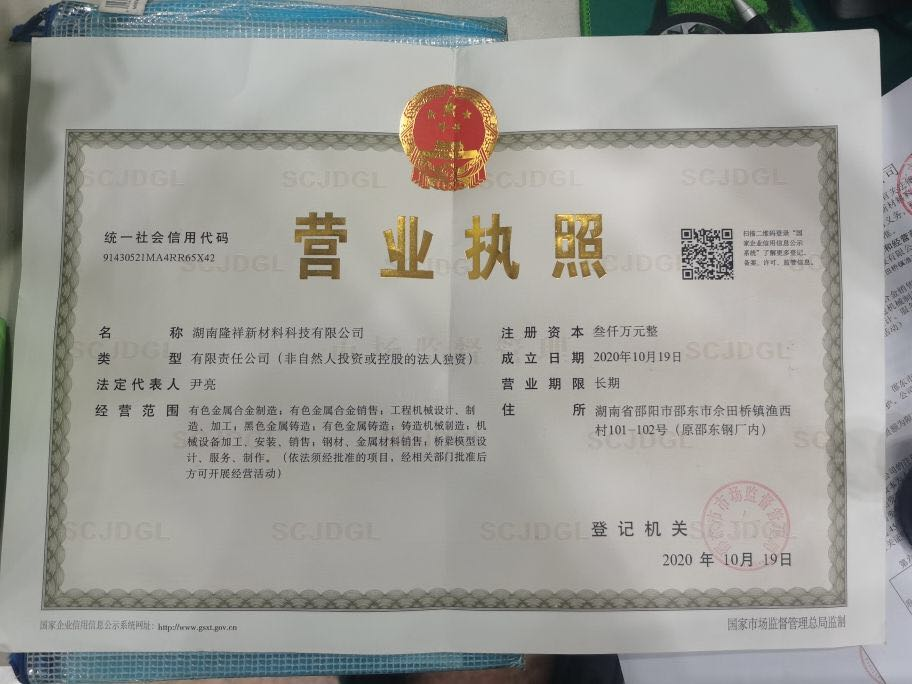 营业执照
统一社会信用代码
91430521MA4RR65X42
扫描二维码登录“国
家企业信用信息公示
系统”了解更多登记、
备案、许可、监管信息。
名称 湖南隆祥新材料科技有限公司
类型 有限责任公司（非自然人投资或控股的法人独资）
法定代表人 尹亮
经营范围 有色金属合金制造；有色金属合金销售；工程机械设计、制
造、加工；黑色金属铸造；有色金属铸造；铸造机械制造；机
械设备加工、安装、销售；钢材、金属材料销售；桥梁模型设
计、服务、制作。（依法须经批准的项目，经相关部门批准后
方可开展经营活动）
注册资本 叁仟万元整
成立日期 2020年10月19日
营业期限 长期
住所 湖南省邵阳市邵东市佘田桥镇渔西
村101-102号（原邵东钢厂内）
登记机关
2020 年 10月 19日
国家企业信用信息公示系统网址：http://www.gsxt.gov.cn
国家市场监督管理总局监制
SCJDGL
SCJDGL
SCJDGL
SCJDGL
SCJDGL
SCJDGL
SCJDGL
SCJDGL